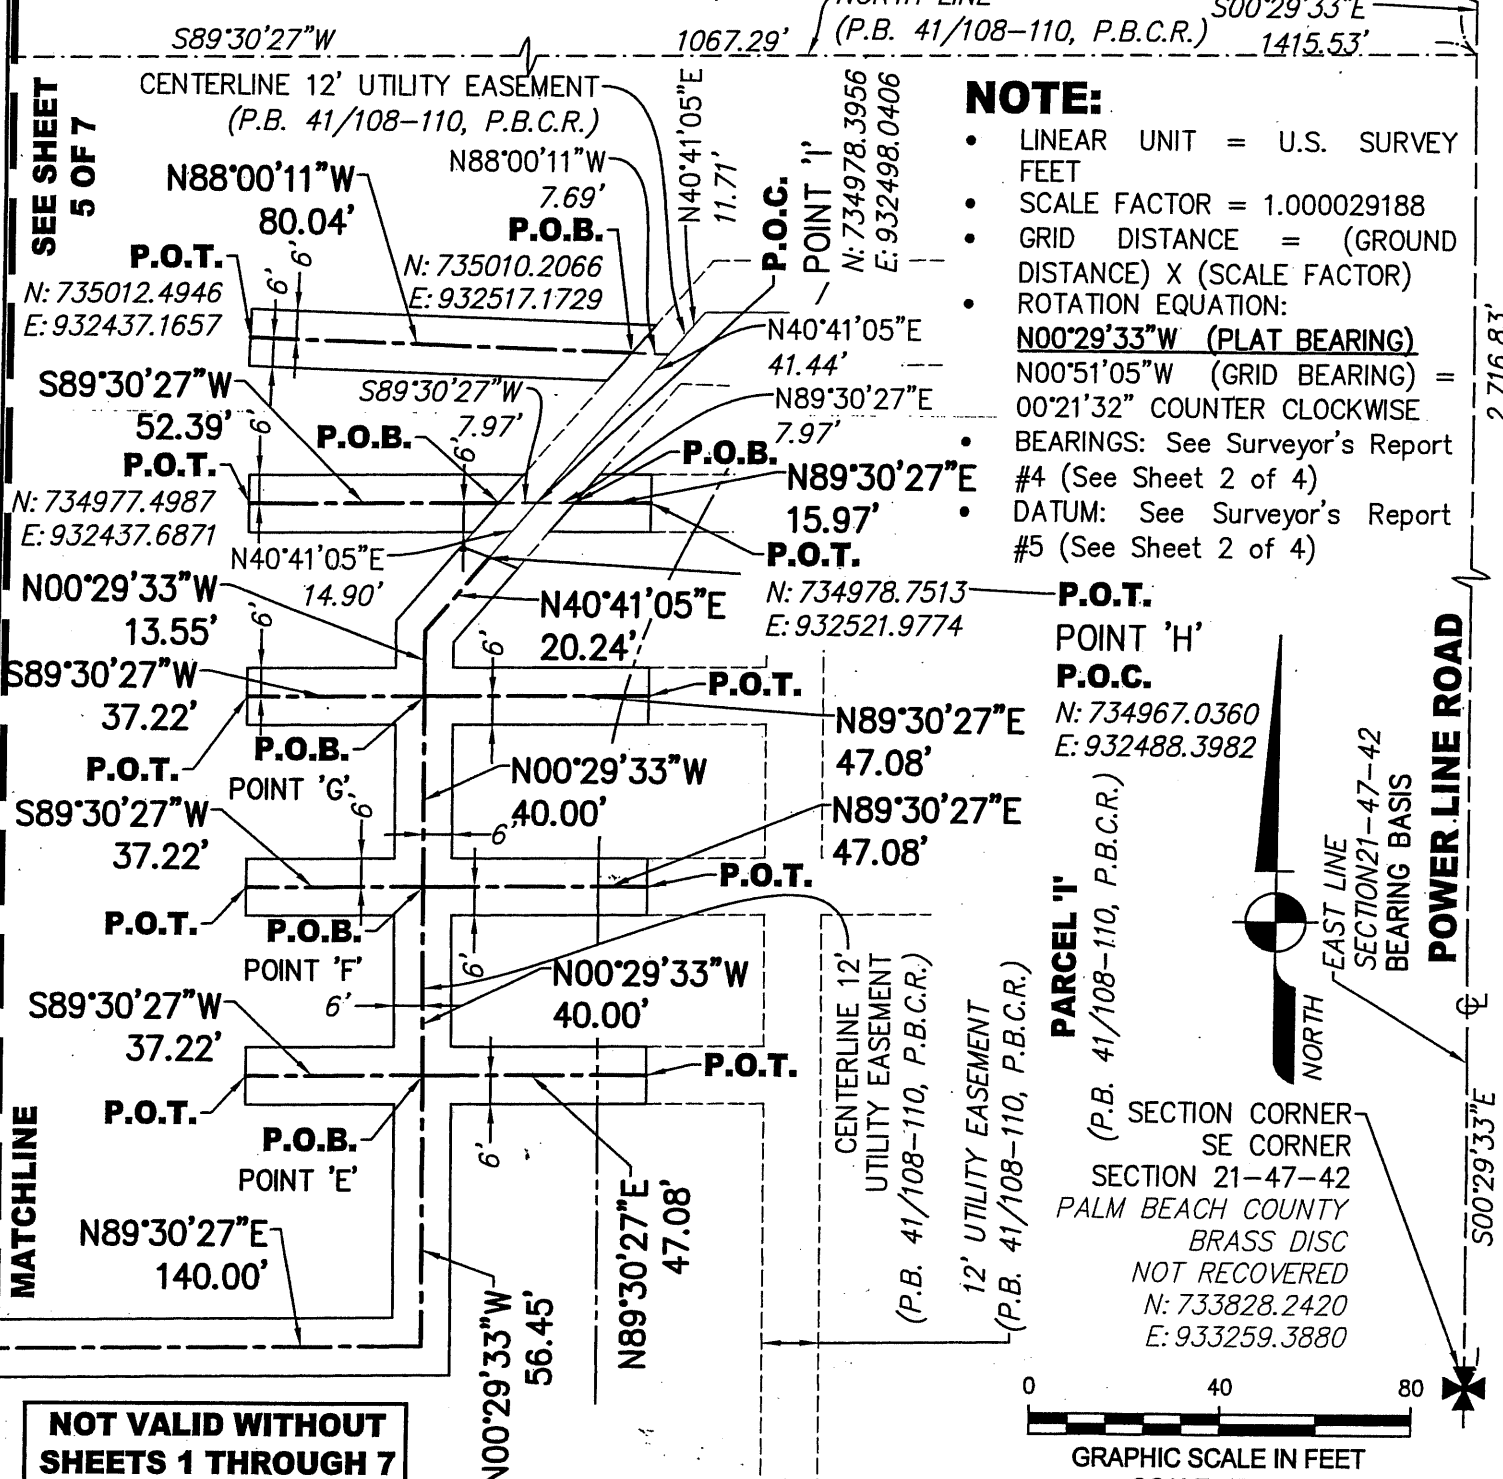 NORTH LINE
(P.B. 41/108-110, P.B.C.R.)
S00°29'33"E
1415.53'
S89°30'27"W
1067.29'
CENTERLINE 12' UTILITY EASEMENT
(P.B. 41/108-110, P.B.C.R.)
SEE SHEET
5 OF 7
N88°00'11"W
80.04'
N88°00'11"W
7.69'
P.O.B.
N: 735010.2066
E: 932517.1729
N40°41'05"E
11.71'
P.O.C.
POINT 'I'
N: 734978.3956
E: 932498.0406
P.O.T.
N: 735012.4946
E: 932437.1657
6'
6'
N40°41'05"E
41.44'
S89°30'27"W
52.39'
S89°30'27"W
7.97'
P.O.B.
6'
6'
N89°30'27"E
7.97'
P.O.B.
N89°30'27"E
15.97'
P.O.T.
N: 734978.7513
E: 932521.9774
P.O.T.
N: 734977.4987
E: 932437.6871
N40°41'05"E
14.90'
N00°29'33"W
13.55'
N40°41'05"E
20.24'
6'
6'
S89°30'27"W
37.22'
P.O.T.
P.O.B.
POINT 'G'
P.O.T.
N89°30'27"E
47.08'
N00°29'33"W
40.00'
6'
6'
S89°30'27"W
37.22'
N89°30'27"E
47.08'
P.O.T.
P.O.T.
P.O.B.
POINT 'F'
6'
6'
N00°29'33"W
40.00'
S89°30'27"W
37.22'
P.O.T.
P.O.T.
P.O.B.
POINT 'E'
6'
N89°30'27"E
47.08'
MATCHLINE
N89°30'27"E
140.00'
N00°29'33"W
56.45'
NOT VALID WITHOUT
SHEETS 1 THROUGH 7
NOTE:
• LINEAR UNIT = U.S. SURVEY
FEET
• SCALE FACTOR = 1.000029188
• GRID DISTANCE = (GROUND
DISTANCE) X (SCALE FACTOR)
• ROTATION EQUATION:
N00°29'33"W (PLAT BEARING)
N00°51'05"W (GRID BEARING) =
00°21'32" COUNTER CLOCKWISE
• BEARINGS: See Surveyor's Report
#4 (See Sheet 2 of 4)
• DATUM: See Surveyor's Report
#5 (See Sheet 2 of 4)
P.O.T.
POINT 'H'
P.O.C.
N: 734967.0360
E: 932488.3982
CENTERLINE 12'
UTILITY EASEMENT
(P.B. 41/108-110, P.B.C.R.)
12' UTILITY EASEMENT
(P.B. 41/108-110, P.B.C.R.)
PARCEL 'I'
(P.B. 41/108-110, P.B.C.R.)
NORTH
EAST LINE
SECTION21-47-42
BEARING BASIS
POWER LINE ROAD
2,716.83'
S00°29'33"E
SECTION CORNER
SE CORNER
SECTION 21-47-42
PALM BEACH COUNTY
BRASS DISC
NOT RECOVERED
N: 733828.2420
E: 933259.3880
0 40 80
GRAPHIC SCALE IN FEET